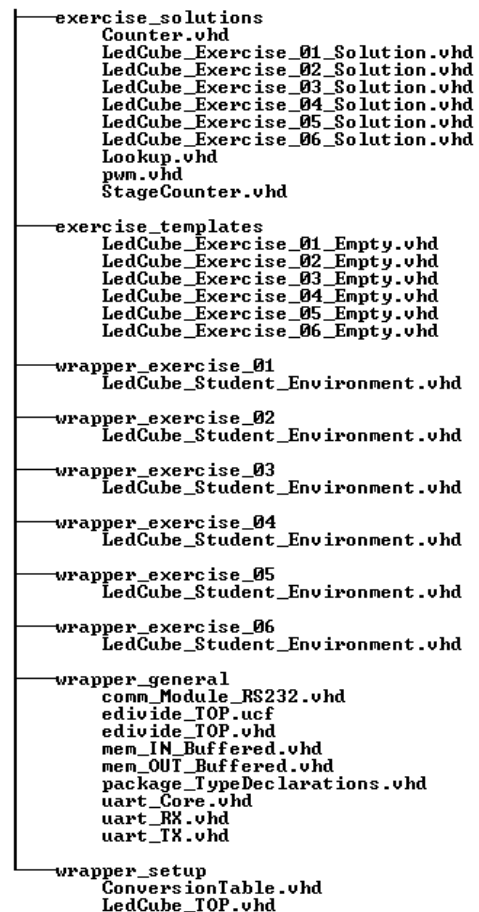 exercise_solutions
Counter.vhd
LedCube_Exercise_01_Solution.vhd
LedCube_Exercise_02_Solution.vhd
LedCube_Exercise_03_Solution.vhd
LedCube_Exercise_04_Solution.vhd
LedCube_Exercise_05_Solution.vhd
LedCube_Exercise_06_Solution.vhd
Lookup.vhd
pwm.vhd
StageCounter.vhd
exercise_templates
LedCube_Exercise_01_Empty.vhd
LedCube_Exercise_02_Empty.vhd
LedCube_Exercise_03_Empty.vhd
LedCube_Exercise_04_Empty.vhd
LedCube_Exercise_05_Empty.vhd
LedCube_Exercise_06_Empty.vhd
wrapper_exercise_01
LedCube_Student_Environment.vhd
wrapper_exercise_02
LedCube_Student_Environment.vhd
wrapper_exercise_03
LedCube_Student_Environment.vhd
wrapper_exercise_04
LedCube_Student_Environment.vhd
wrapper_exercise_05
LedCube_Student_Environment.vhd
wrapper_exercise_06
LedCube_Student_Environment.vhd
wrapper_general
comm_Module_RS232.vhd
edivide_TOP.ucf
edivide_TOP.vhd
mem_IN_Buffered.vhd
mem_OUT_Buffered.vhd
package_TypeDeclarations.vhd
uart_Core.vhd
uart_RX.vhd
uart_TX.vhd
wrapper_setup
ConversionTable.vhd
LedCube_TOP.vhd